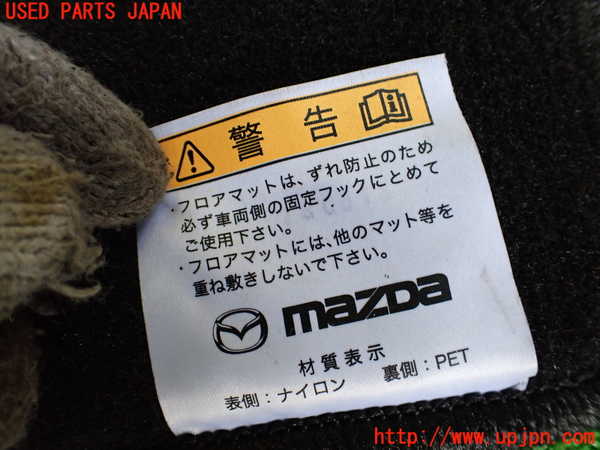 USED PARTS JAPAN
警告
・フロアマットは、ずれ防止のため
必ず車両側の固定フックにとめて
ご使用下さい。
・フロアマットには、他のマット等を
重ね敷きしないで下さい。
mazda
材質表示
表側：ナイロン 裏側：PET
http://www.upjpn.com/